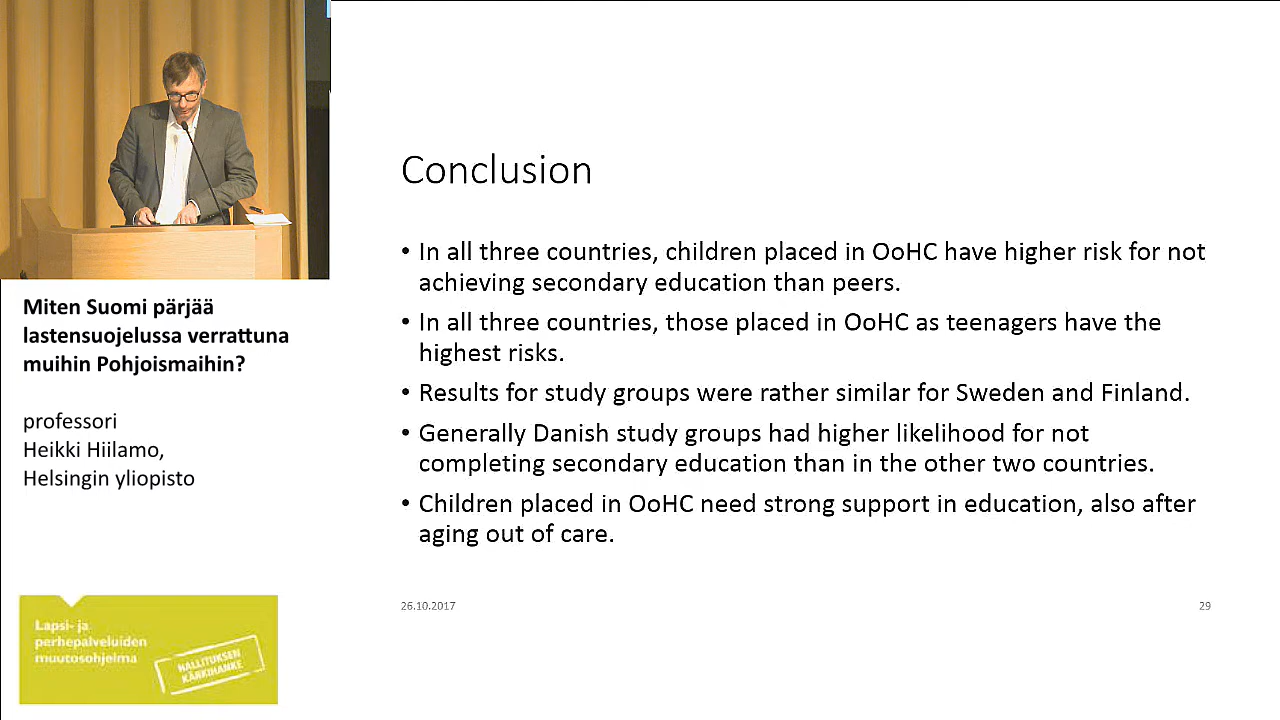 Miten Suomi pärjää
lastensuojelussa verrattuna
muihin Pohjoismaihin?
professori
Heikki Hiilamo,
Helsingin yliopisto
Lapsi- ja
perhepalveluiden
muutosohjelma
HALLITUKSEN
KÄRKIHANKE
Conclusion
• In all three countries, children placed in OoHC have higher risk for not
achieving secondary education than peers.
• In all three countries, those placed in OoHC as teenagers have the
highest risks.
• Results for study groups were rather similar for Sweden and Finland.
• Generally Danish study groups had higher likelihood for not
completing secondary education than in the other two countries.
• Children placed in OoHC need strong support in education, also after
aging out of care.
26.10.2017
29